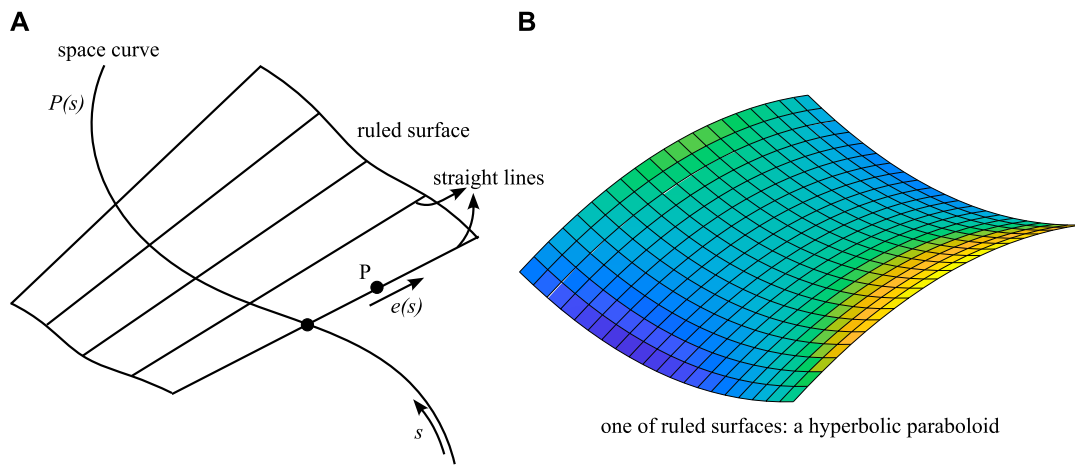 A
B
space curve
P(s)
ruled surface
straight lines
P
e(s)
s
one of ruled surfaces: a hyperbolic paraboloid